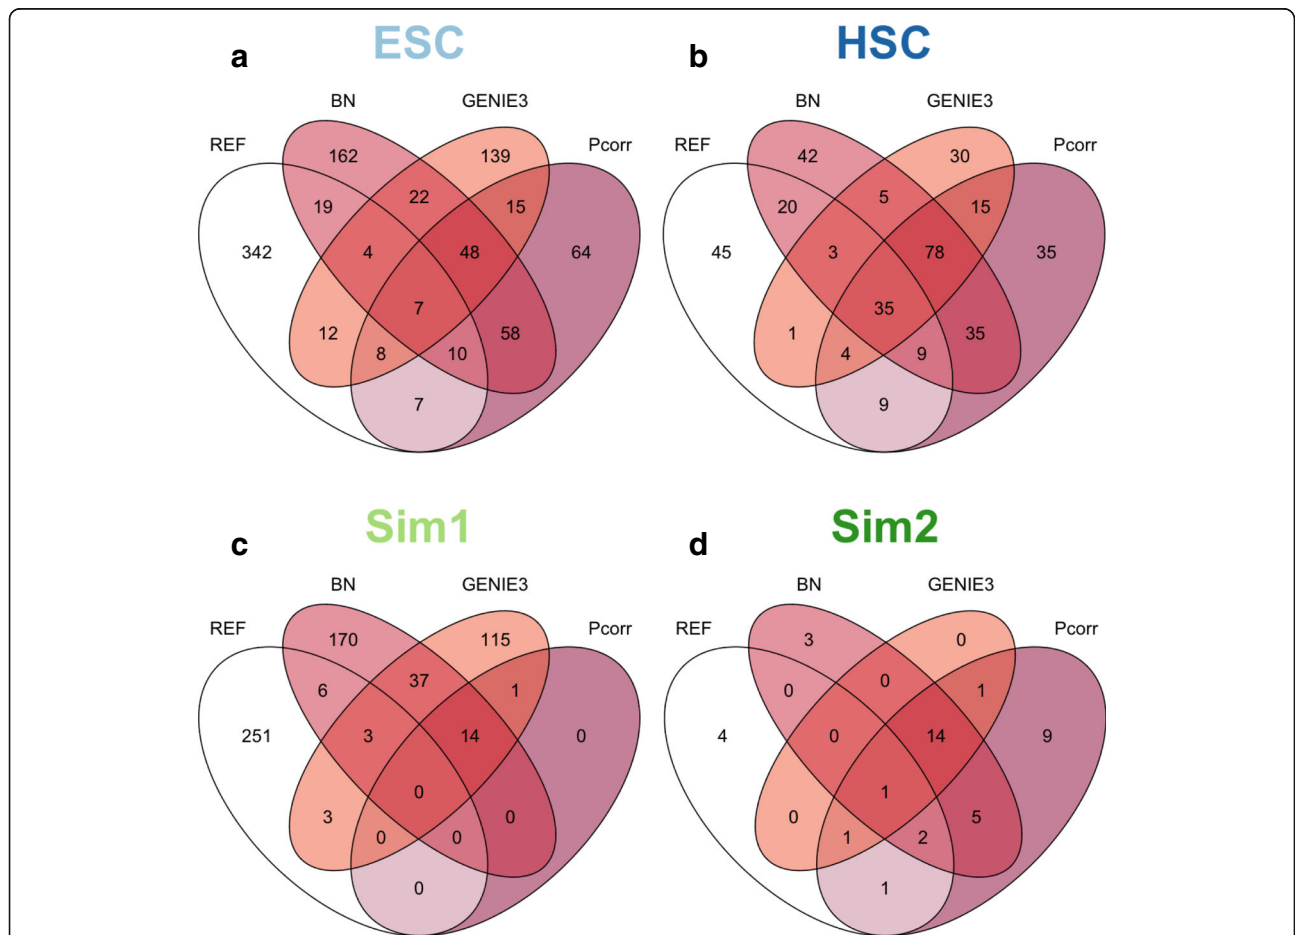 a ESC b HSC
BN GENIE3 BN GENIE3
REF Pcorr REF Pcorr
162 139 42 30
22 5
19 15 20 15
342 4 48 64 45 3 78 35
7 35
12 58 1 35
8 10 4 9
7 9
c Sim1 d Sim2
BN GENIE3 BN GENIE3
REF Pcorr REF Pcorr
170 115 3 0
37 0
6 1 0 1
251 3 14 0 4 0 14 9
0 1
3 0 0 5
0 0 1 2
0 1